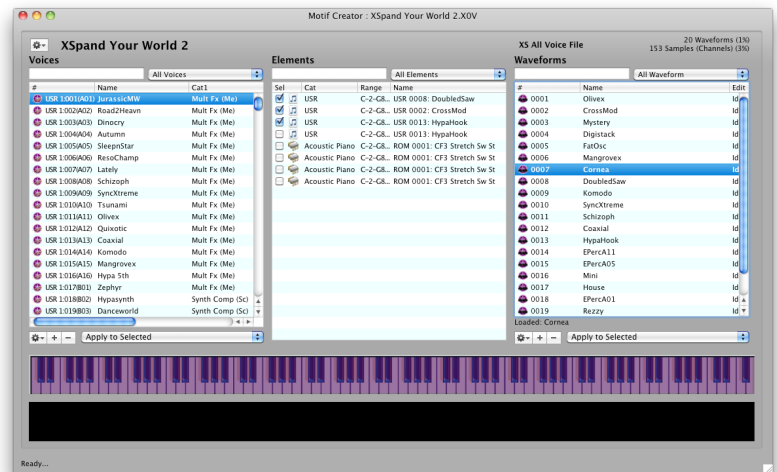 Motif Creator : XSpand Your World 2.X0V
XSpand Your World 2
XS All Voice File
20 Waveforms (1%)
153 Samples (Channels) (3%)
Voices
Elements
Waveforms
All Voices
All Elements
All Waveform
# Name Cat1
USR 1:001(A01) JurassicMW Mult Fx (Me)
USR 1:002(A02) Road2Heavn Mult Fx (Me)
USR 1:003(A03) Dinocry Mult Fx (Me)
USR 1:004(A04) Autumn Mult Fx (Me)
USR 1:005(A05) SleepnStar Mult Fx (Me)
USR 1:006(A06) ResoChamp Mult Fx (Me)
USR 1:007(A07) Lately Mult Fx (Me)
USR 1:008(A08) Schizoph Mult Fx (Me)
USR 1:009(A09) SyncXtreme Mult Fx (Me)
USR 1:010(A10) Tsunami Mult Fx (Me)
USR 1:011(A11) Olivex Mult Fx (Me)
USR 1:012(A12) Quixotic Mult Fx (Me)
USR 1:013(A13) Coaxial Mult Fx (Me)
USR 1:014(A14) Komodo Mult Fx (Me)
USR 1:015(A15) Mangrovex Mult Fx (Me)
USR 1:016(A16) Hypa 5th Mult Fx (Me)
USR 1:017(B01) Zephyr Mult Fx (Me)
USR 1:018(B02) Hypasynth Synth Comp (Sc)
USR 1:019(B03) Danceworld Synth Comp (Sc)
Apply to Selected
Sel Cat Range Name
USR C-2-G8... USR 0008: DoubledSaw
USR C-2-G8... USR 0002: CrossMod
USR C-2-G8... USR 0013: HypaHook
USR C-2-G8... USR 0013: HypaHook
Acoustic Piano C-2-G8... ROM 0001: CF3 Stretch Sw St
Acoustic Piano C-2-G8... ROM 0001: CF3 Stretch Sw St
Acoustic Piano C-2-G8... ROM 0001: CF3 Stretch Sw St
Acoustic Piano C-2-G8... ROM 0001: CF3 Stretch Sw St
# Name Edit
0001 Olivex Id
0002 CrossMod Id
0003 Mystery Id
0004 Digistack Id
0005 FatOsc Id
0006 Mangrovex Id
0007 Cornea Id
0008 DoubledSaw Id
0009 Komodo Id
0010 SyncXtreme Id
0011 Schizoph Id
0012 Coaxial Id
0013 HypaHook Id
0014 EPercA11 Id
0015 EPercA05 Id
0016 Mini Id
0017 House Id
0018 EPercA01 Id
0019 Rezzy Id
Loaded: Cornea
Apply to Selected
Ready...